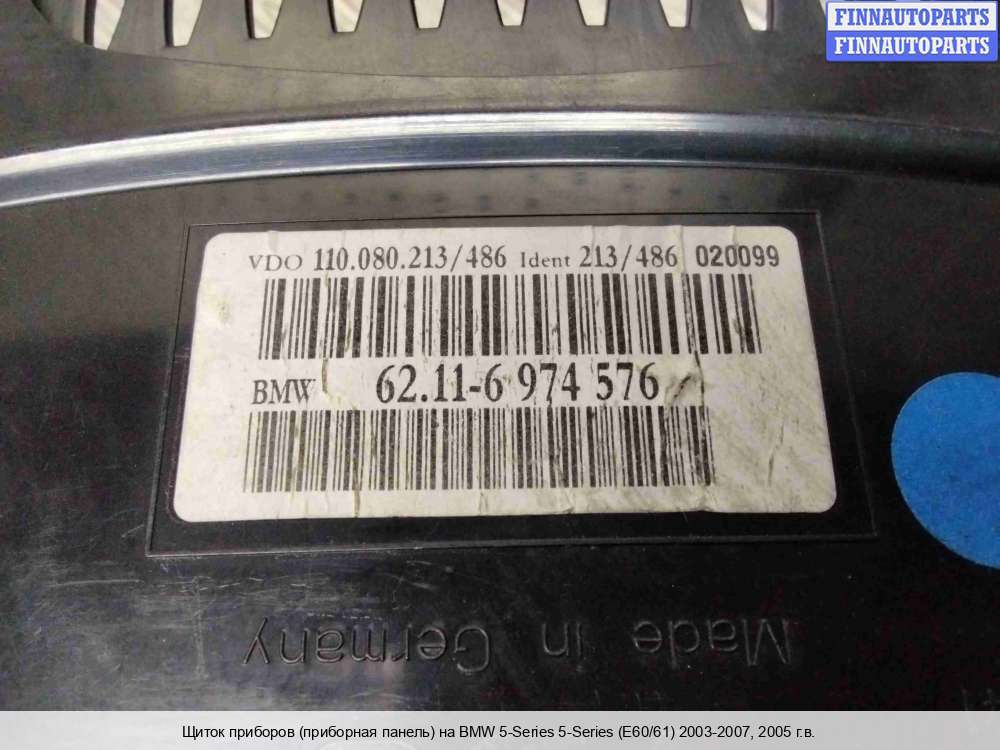 FINNAUTOPARTS
FINNAUTOPARTS
VDO 110.080.213/486 Ident 213/486 020099
BMW 62.11-6 974 576
Made in Germany
Щиток приборов (приборная панель) на BMW 5-Series 5-Series (E60/61) 2003-2007, 2005 г.в.